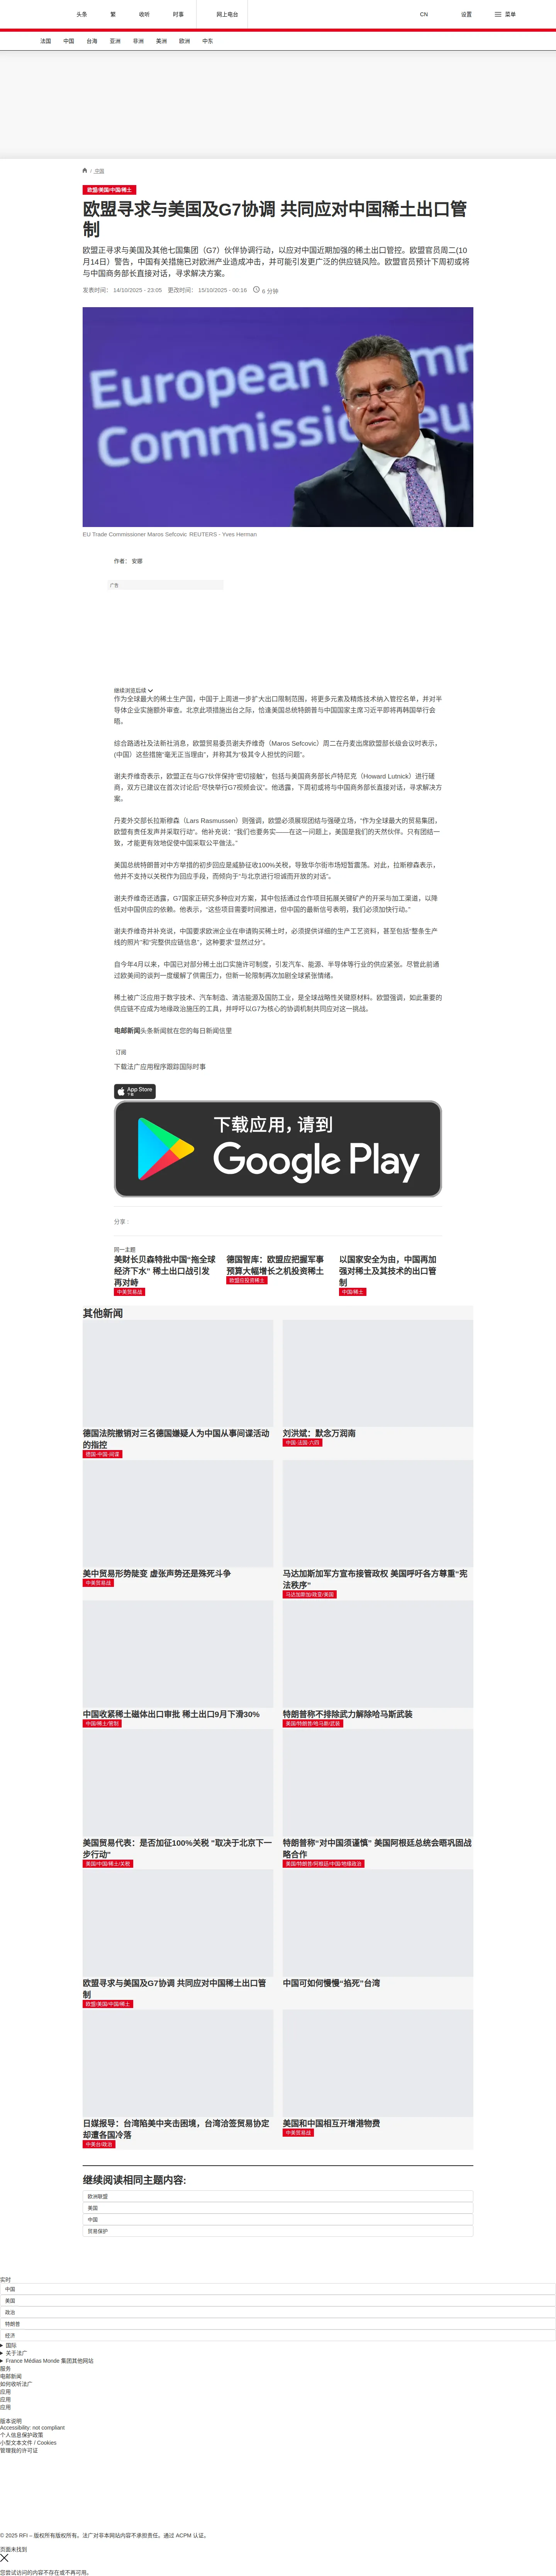 头条
繁
收听
时事
网上电台
CN
设置
菜单
法国
中国
台海
亚洲
非洲
美洲
欧洲
中东
/ 中国
欧盟/美国/中国/稀土
欧盟寻求与美国及G7协调 共同应对中国稀土出口管
制
欧盟正寻求与美国及其他七国集团（G7）伙伴协调行动，以应对中国近期加强的稀土出口管控。欧盟官员周二(10
月14日）警告，中国有关措施已对欧洲产业造成冲击，并可能引发更广泛的供应链风险。欧盟官员预计下周初或将
与中国商务部长直接对话，寻求解决方案。
发表时间： 14/10/2025 - 23:05 更改时间： 15/10/2025 - 00:16 6 分钟
European Comm
Commission eur
EU Trade Commissioner Maros Sefcovic REUTERS - Yves Herman
作者： 安娜
广告
继续浏览后续
作为全球最大的稀土生产国，中国于上周进一步扩大出口限制范围，将更多元素及精炼技术纳入管控名单，并对半
导体企业实施额外审查。北京此项措施出台之际，恰逢美国总统特朗普与中国国家主席习近平即将再韩国举行会
晤。
综合路透社及法新社消息，欧盟贸易委员谢夫乔维奇（Maros Sefcovic）周二在丹麦出席欧盟部长级会议时表示，
(中国）这些措施“毫无正当理由”，并称其为“极其令人担忧的问题”。
谢夫乔维奇表示，欧盟正在与G7伙伴保持“密切接触”，包括与美国商务部长卢特尼克（Howard Lutnick）进行磋
商，双方已建议在首次讨论后“尽快举行G7视频会议”。他透露，下周初或将与中国商务部长直接对话，寻求解决方
案。
丹麦外交部长拉斯穆森（Lars Rasmussen）则强调，欧盟必须展现团结与强硬立场，“作为全球最大的贸易集团，
欧盟有责任发声并采取行动”。他补充说：“我们也要务实——在这一问题上，美国是我们的天然伙伴。只有团结一
致，才能更有效地促使中国采取公平做法。”
美国总统特朗普对中方举措的初步回应是威胁征收100%关税，导致华尔街市场短暂震荡。对此，拉斯穆森表示，
他并不支持以关税作为回应手段，而倾向于“与北京进行坦诚而开放的对话”。
谢夫乔维奇还透露，G7国家正研究多种应对方案，其中包括通过合作项目拓展关键矿产的开采与加工渠道，以降
低对中国供应的依赖。他表示，“这些项目需要时间推进，但中国的最新信号表明，我们必须加快行动。”
谢夫乔维奇并补充说，中国要求欧洲企业在申请购买稀土时，必须提供详细的生产工艺资料，甚至包括“整条生产
线的照片”和“完整供应链信息”，这种要求“显然过分”。
自今年4月以来，中国已对部分稀土出口实施许可制度，引发汽车、能源、半导体等行业的供应紧张。尽管此前通
过欧美间的谈判一度缓解了供需压力，但新一轮限制再次加剧全球紧张情绪。
稀土被广泛应用于数字技术、汽车制造、清洁能源及国防工业，是全球战略性关键原材料。欧盟强调，如此重要的
供应链不应成为地缘政治施压的工具，并呼吁以G7为核心的协调机制共同应对这一挑战。
电邮新闻头条新闻就在您的每日新闻信里
订阅
下载法广应用程序跟踪国际时事
App Store
下载
下载应用，请到
Google Play
分享：
同一主题
美财长贝森特批中国“拖全球
经济下水” 稀土出口战引发
再对峙
中美贸易战
德国智库：欧盟应把握军事
预算大幅增长之机投资稀土
欧盟应投资稀土
以国家安全为由，中国再加
强对稀土及其技术的出口管
制
中国/稀土
其他新闻
德国法院撤销对三名德国嫌疑人为中国从事间谍活动
的指控
德国-中国-间谍
刘洪斌：默念万润南
中国·法国·六四
美中贸易形势陡变 虚张声势还是殊死斗争
中美贸易战
马达加斯加军方宣布接管政权 美国呼吁各方尊重“宪
法秩序”
马达加斯加/政变/美国
中国收紧稀土磁体出口审批 稀土出口9月下滑30%
中国/稀土/管制
特朗普称不排除武力解除哈马斯武装
美国/特朗普/哈马斯/武装
美国贸易代表：是否加征100%关税 “取决于北京下一
步行动”
美国/中国/稀土/关税
特朗普称“对中国须谨慎” 美国阿根廷总统会晤巩固战
略合作
美国/特朗普/阿根廷/中国/地缘政治
欧盟寻求与美国及G7协调 共同应对中国稀土出口管
制
欧盟/美国/中国/稀土
中国可如何慢慢“掐死”台湾
日媒报导：台湾陷美中夹击困境，台湾洽签贸易协定
却遭各国冷落
中美台/政治
美国和中国相互开增港物费
中美贸易战
继续阅读相同主题内容:
欧洲联盟
美国
中国
贸易保护
实时
中国
美国
政治
特朗普
经济
国际
关于法广
France Médias Monde 集团其他网站
服务
电邮新闻
如何收听法广
应用
应用
应用
版本说明
Accessibility: not compliant
个人信息保护政策
小型文本文件 / Cookies
管理我的许可证
© 2025 RFI – 版权所有版权所有。法广对非本网站内容不承担责任。通过 ACPM 认证。
页面未找到
您尝试访问的内容不存在或不再可用。